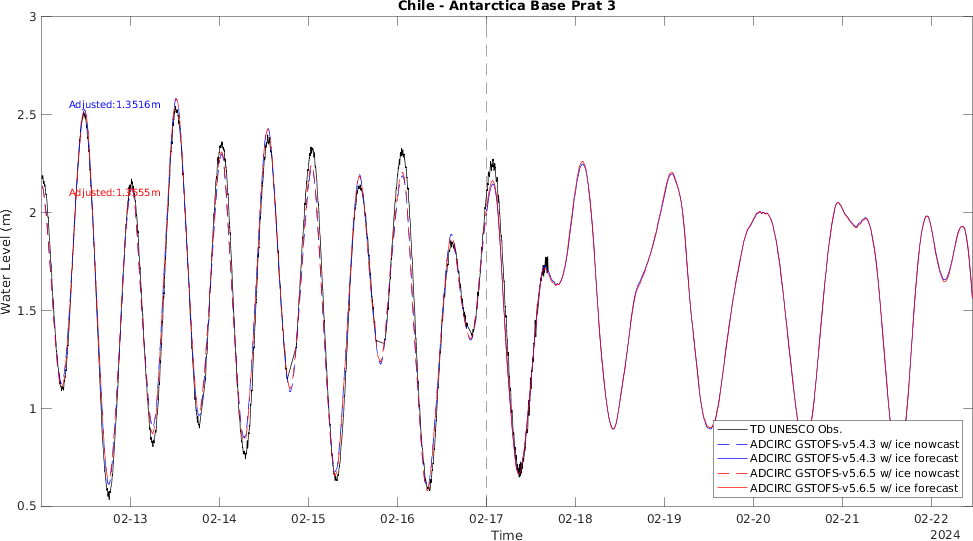 Chile - Antarctica Base Prat 3
3
2.5
2
1.5
1
0.5
Water Level (m)
Adjusted:1.3516m
Adjusted:1.3555m
02-13
02-14
02-15
02-16
02-17
02-18
02-19
02-20
02-21
02-22
2024
Time
TD UNESCO Obs.
ADCIRC GSTOFS-v5.4.3 w/ ice nowcast
ADCIRC GSTOFS-v5.4.3 w/ ice forecast
ADCIRC GSTOFS-v5.6.5 w/ ice nowcast
ADCIRC GSTOFS-v5.6.5 w/ ice forecast